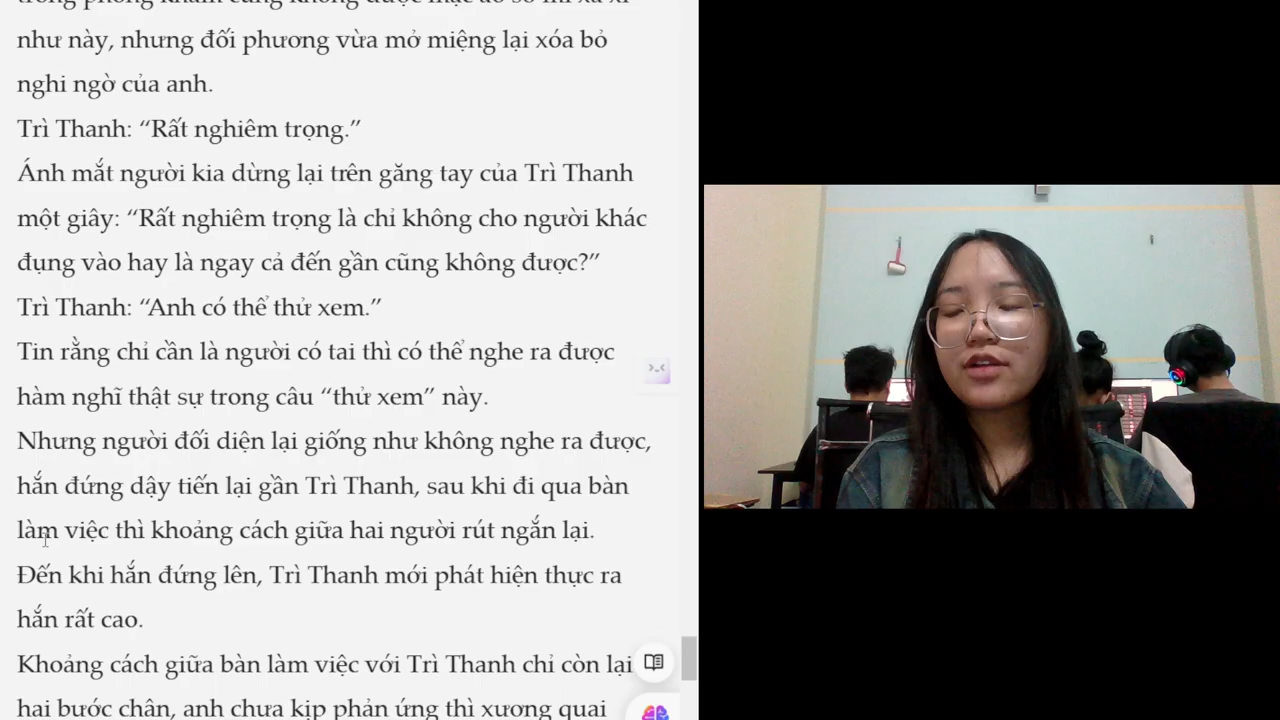 như này, nhưng đối phương vừa mở miệng lại xóa bỏ
nghi ngờ của anh.
Trì Thanh: “Rất nghiêm trọng.”
Ánh mắt người kia dừng lại trên găng tay của Trì Thanh
một giây: “Rất nghiêm trọng là chỉ không cho người khác
đụng vào hay là ngay cả đến gần cũng không được?”
Trì Thanh: “Anh có thể thử xem.”
Tin rằng chỉ cần là người có tai thì có thể nghe ra được
hàm nghĩ thật sự trong câu “thử xem” này.
Nhưng người đối diện lại giống như không nghe ra được,
hắn đứng dậy tiến lại gần Trì Thanh, sau khi đi qua bàn
làm việc thì khoảng cách giữa hai người rút ngắn lại.
Đến khi hắn đứng lên, Trì Thanh mới phát hiện thực ra
hắn rất cao.
Khoảng cách giữa bàn làm việc với Trì Thanh chỉ còn lại
hai bước chân, anh chưa kịp phản ứng thì xương quai